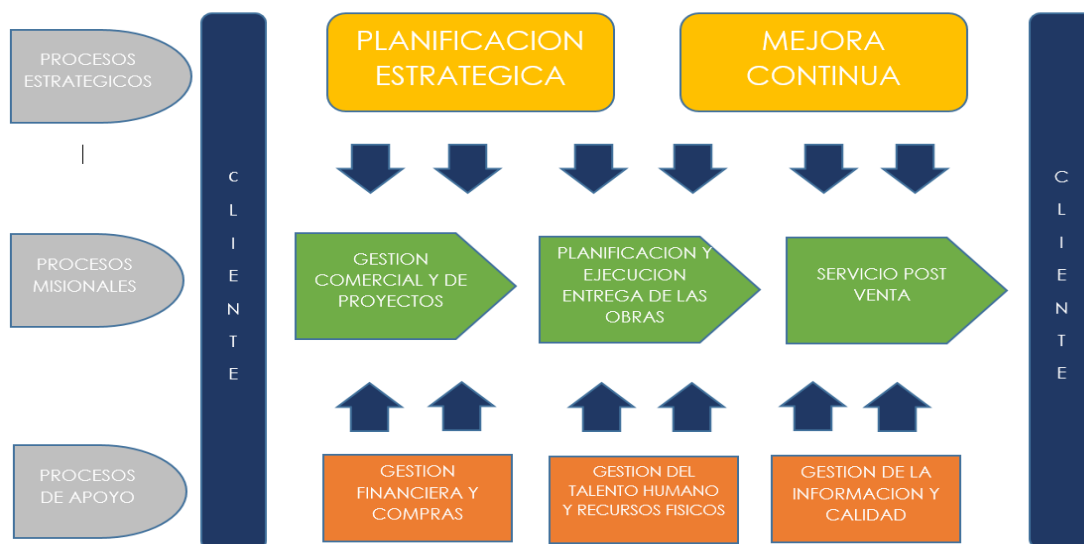 PROCESOS
ESTRATEGICOS
PLANIFICACION
ESTRATEGICA
MEJORA
CONTINUA
CLIENTE
PROCESOS
MISIONALES
GESTION
COMERCIAL Y DE
PROYECTOS
PLANIFICACION Y
EJECUCION
ENTREGA DE LAS
OBRAS
SERVICIO POST
VENTA
CLIENTE
PROCESOS
DE APOYO
GESTION
FINANCIERA Y
COMPRAS
GESTION DEL
TALENTO HUMANO
Y RECURSOS FISICOS
GESTION DE LA
INFORMACION Y
CALIDAD